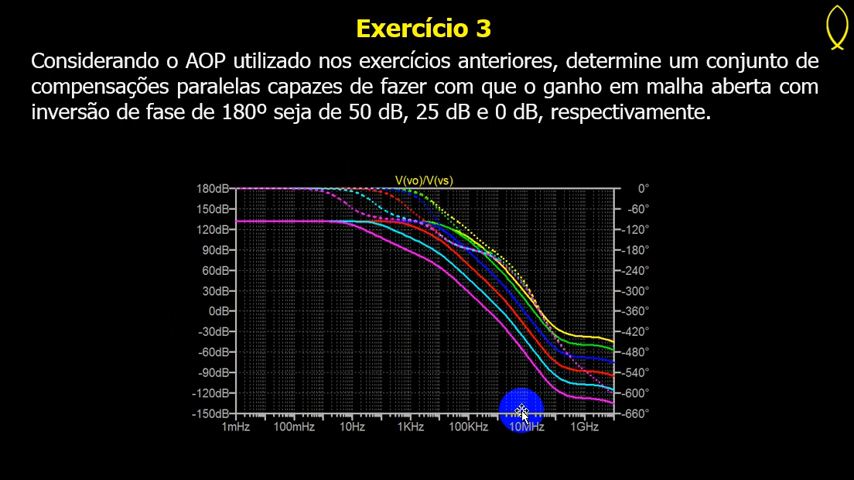 Exercício 3
Considerando o AOP utilizado nos exercícios anteriores, determine um conjunto de
compensações paralelas capazes de fazer com que o ganho em malha aberta com
inversão de fase de 180º seja de 50 dB, 25 dB e 0 dB, respectivamente.
V(vo)/V(vs)
180dB 0°
150dB -60°
120dB -120°
90dB -180°
60dB -240°
30dB -300°
0dB -360°
-30dB -420°
-60dB -480°
-90dB -540°
-120dB -600°
-150dB -660°
1mHz 100mHz 10Hz 1KHz 100KHz 10MHz 1GHz